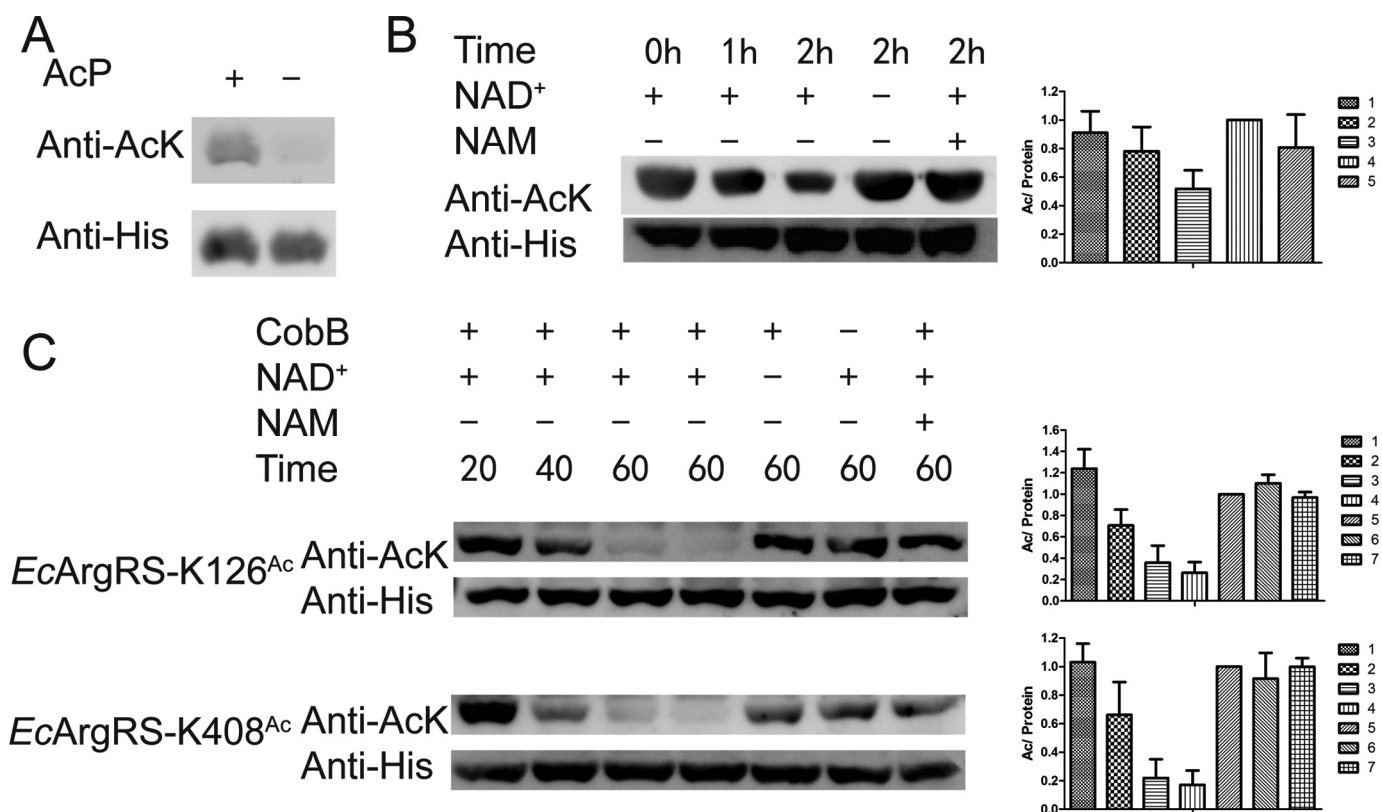 A
AcP + −
Anti-AcK
Anti-His
B
Time 0h 1h 2h 2h 2h
NAD+ + + + − +
NAM − − − − +
Anti-AcK
Anti-His
Ac/ Protein
1.2
1.0
0.8
0.6
0.4
0.2
0.0
1
2
3
4
5
C
CobB + + + + + − +
NAD+ + + + + − + +
NAM − − − − − − +
Time 20 40 60 60 60 60 60
EcArgRS-K126Ac Anti-AcK
Anti-His
Ac/ Protein
1.6
1.4
1.2
1.0
0.8
0.6
0.4
0.2
0.0
1
2
3
4
5
6
7
EcArgRS-K408Ac Anti-AcK
Anti-His
Ac/ Protein
1.2
1.0
0.8
0.6
0.4
0.2
0.0
1
2
3
4
5
6
7